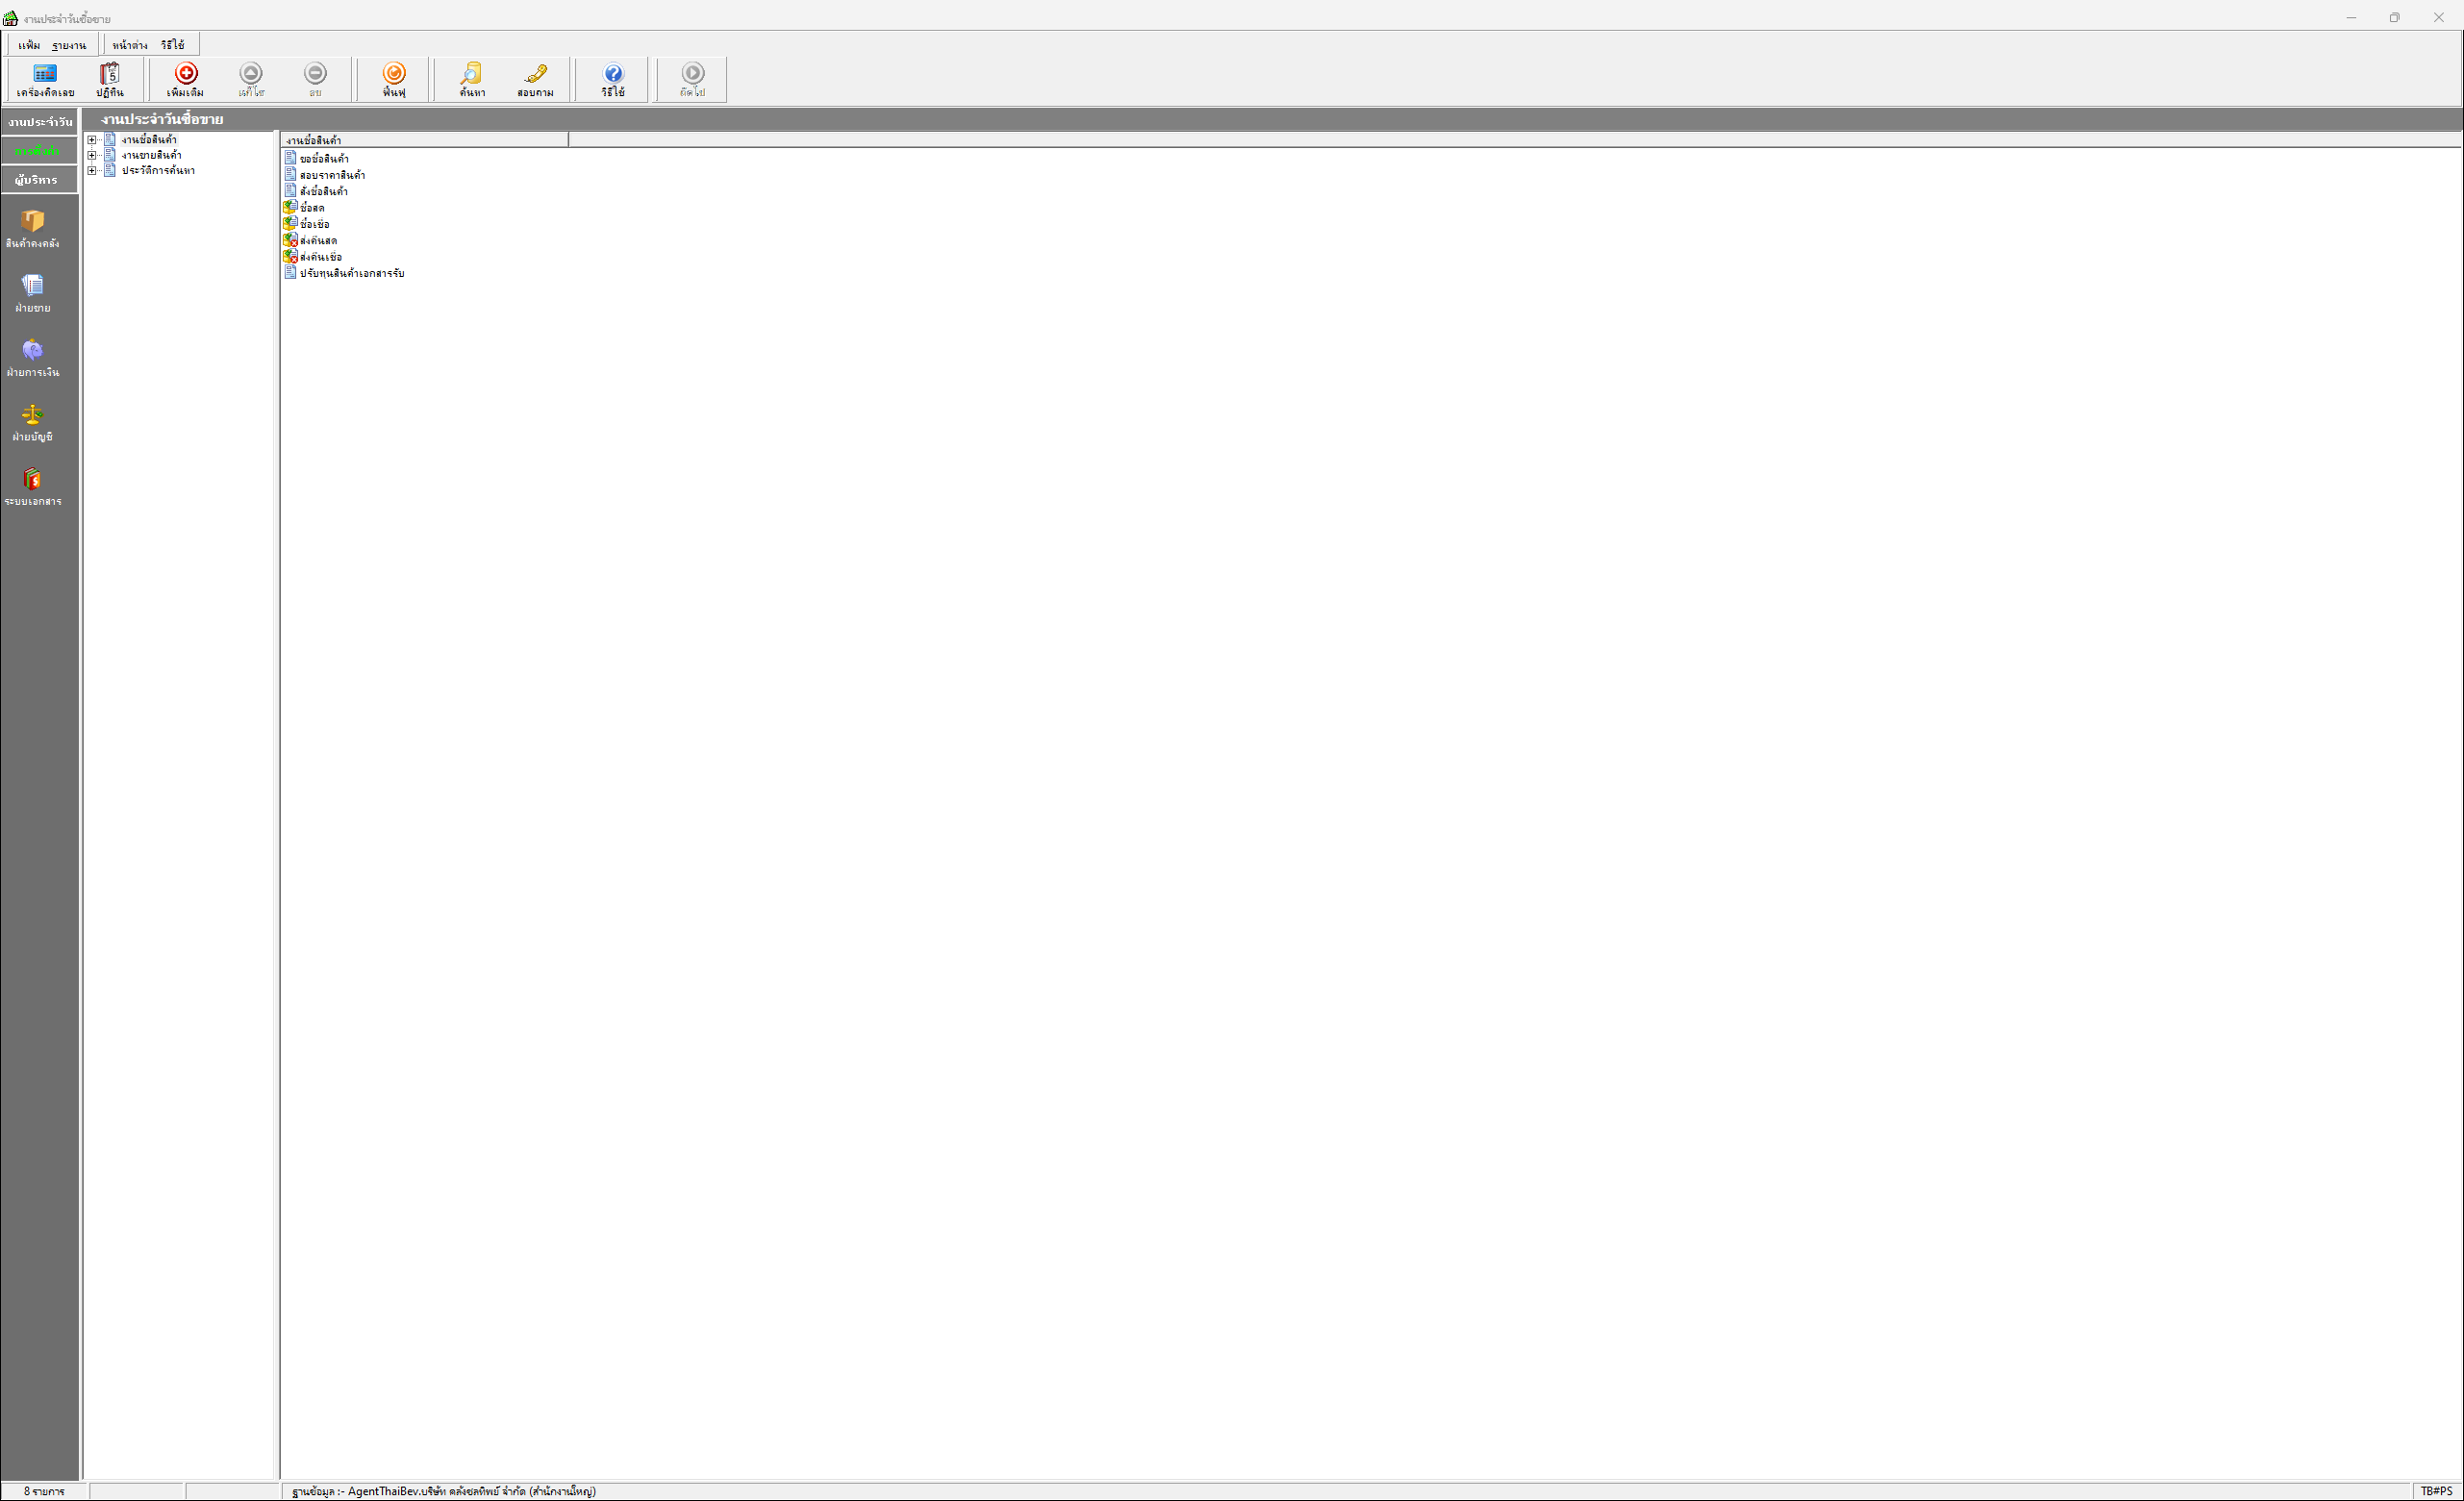 งานประจำวันซื้อขาย
แฟ้ม รายงาน หน้าต่าง วิธีใช้
เครื่องคิดเลข ปฏิทิน เพิ่มเติม แก้ไข ลบ ฟื้นฟู ค้นหา สอบถาม วิธีใช้ ถัดไป
งานประจำวัน
การตั้งค่า
ผู้บริหาร
สินค้าคงคลัง
ฝ่ายขาย
ฝ่ายการเงิน
ฝ่ายบัญชี
ระบบเอกสาร
งานประจำวันซื้อขาย
งานซื้อสินค้า
งานขายสินค้า
ประวัติการค้นหา
งานซื้อสินค้า
ขอซื้อสินค้า
สอบราคาสินค้า
สั่งซื้อสินค้า
ซื้อสด
ซื้อเชื่อ
ส่งคืนสด
ส่งคืนเชื่อ
ปรับทุนสินค้าเอกสารรับ
8 รายการ
ฐานข้อมูล :- AgentThaiBev.บริษัท คลังชลทิพย์ จำกัด (สำนักงานใหญ่)
TB#PS